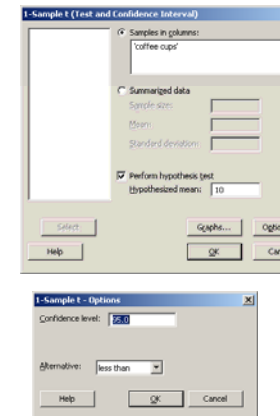 1-Sample t (Test and Confidence Interval)
Samples in columns:
'coffee cups'
Summarized data
Sample size:
Mean:
Standard deviation:
Perform hypothesis test
Hypothesized mean: 10
Select
Graphs... Optio
Help OK Can
1-Sample t - Options
Confidence level: 95.0
Alternative: less than
Help OK Cancel